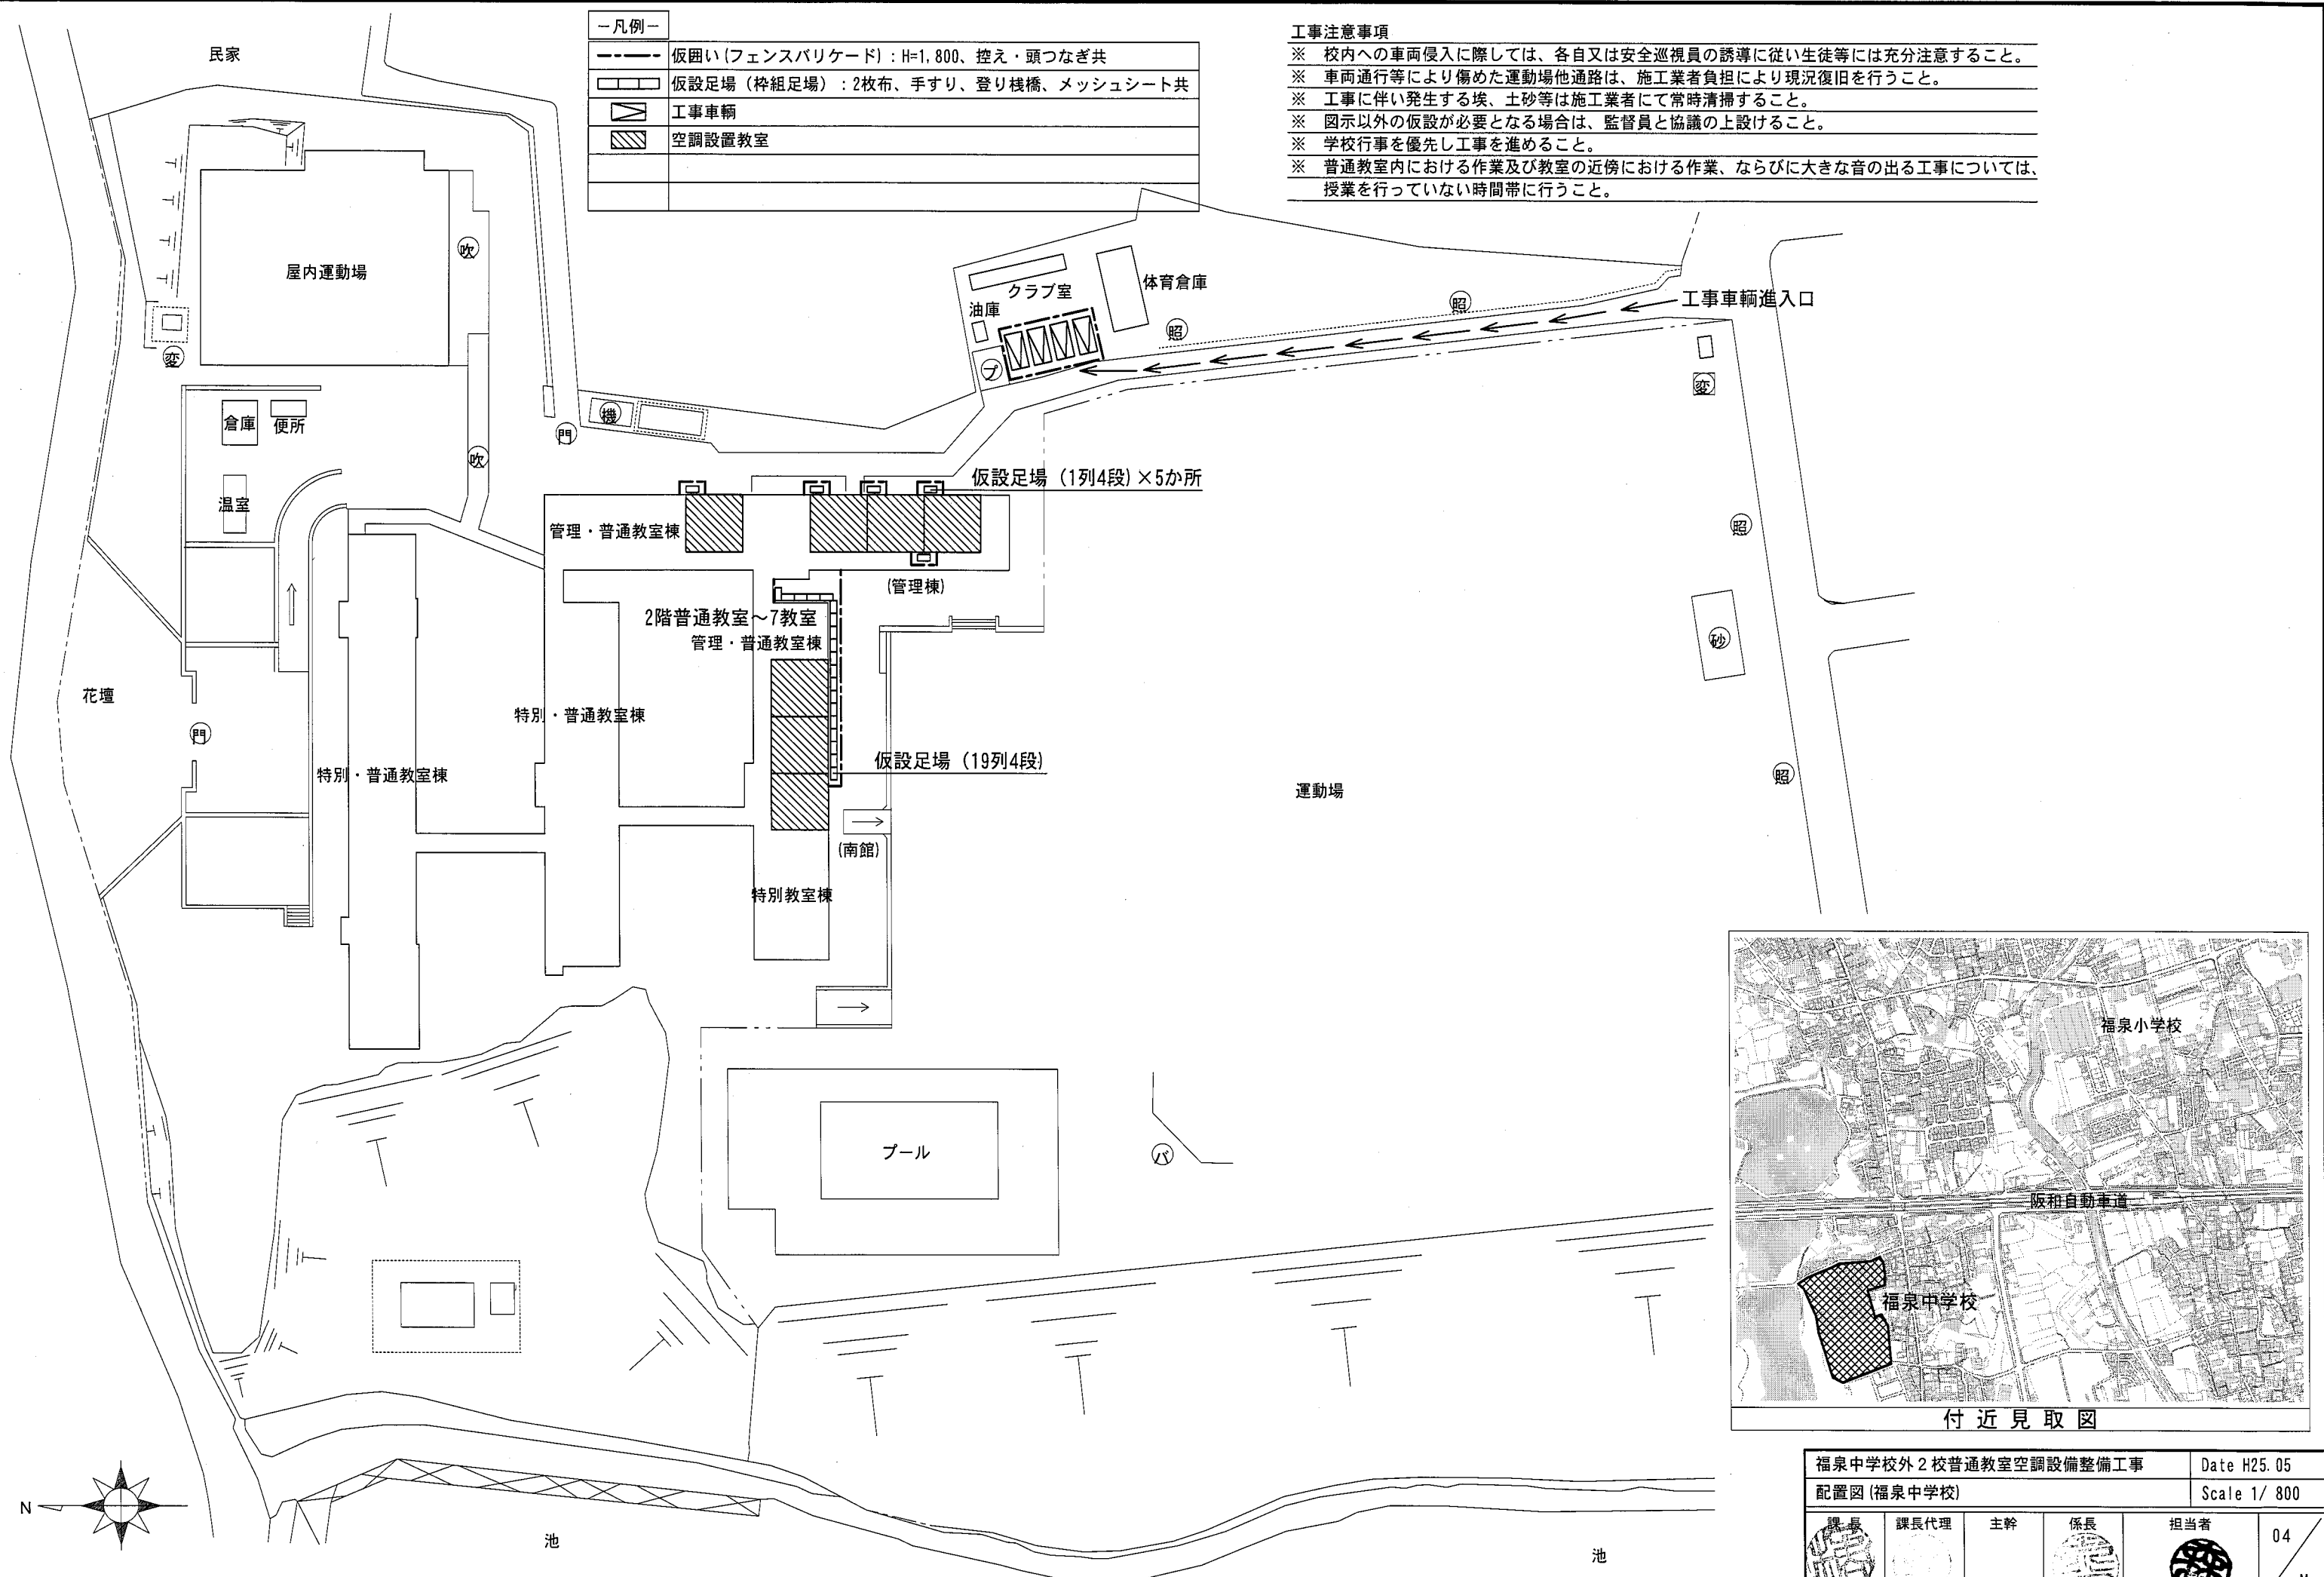 －凡例－
仮囲い(フェンスバリケード)：H=1,800、控え・頭つなぎ共
仮設足場（枠組足場）：2枚布、手すり、登り桟橋、メッシュシート共
工事車輌
空調設置教室
工事注意事項
※　校内への車両侵入に際しては、各自又は安全巡視員の誘導に従い生徒等には充分注意すること。
※　車両通行等により傷めた運動場他通路は、施工業者負担により現況復旧を行うこと。
※　工事に伴い発生する埃、土砂等は施工業者にて常時清掃すること。
※　図示以外の仮設が必要となる場合は、監督員と協議の上設けること。
※　学校行事を優先し工事を進めること。
※　普通教室内における作業及び教室の近傍における作業、ならびに大きな音の出る工事については、
授業を行っていない時間帯に行うこと。
民家
屋内運動場
吹
変
クラブ室
体育倉庫
油庫
プ
照
照
工事車輌進入口
変
倉庫
便所
機
門
吹
温室
仮設足場（1列4段）×5か所
管理・普通教室棟
(管理棟)
照
2階普通教室～7教室
管理・普通教室棟
砂
花壇
門
特別・普通教室棟
特別・普通教室棟
仮設足場（19列4段）
照
運動場
(南館)
特別教室棟
プール
バ
福泉小学校
阪和自動車道
福泉中学校
付近見取図
N
池
池
福泉中学校外２校普通教室空調設備整備工事
Date H25.05
配置図(福泉中学校)
Scale 1/ 800
課長
課長代理
主幹
係長
担当者
04